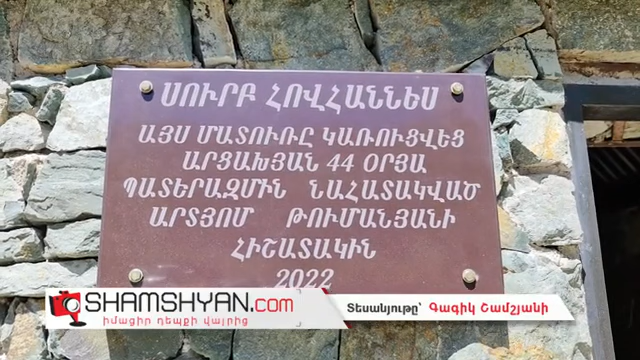 ՍՈՒՐԲ ՀՈՎՀԱՆՆԵՍ
ԱՅՍ ՄԱՏՈՒՌԸ ԿԱՌՈՒՑՎԵՑ
ԱՐՑԱԽՅԱՆ 44 ՕՐՅԱ
ՊԱՏԵՐԱԶՄԻՆ ՆԱՀԱՏԱԿՎԱԾ
ԱՐՏՅՈՄ ԹՈՒՄԱՆՅԱՆԻ
ՀԻՇԱՏԱԿԻՆ
2022
SHAMSHYAN.com
իմացիր դեպքի վայրից
Տեսանյութը՝ Գագիկ Շամշյանի